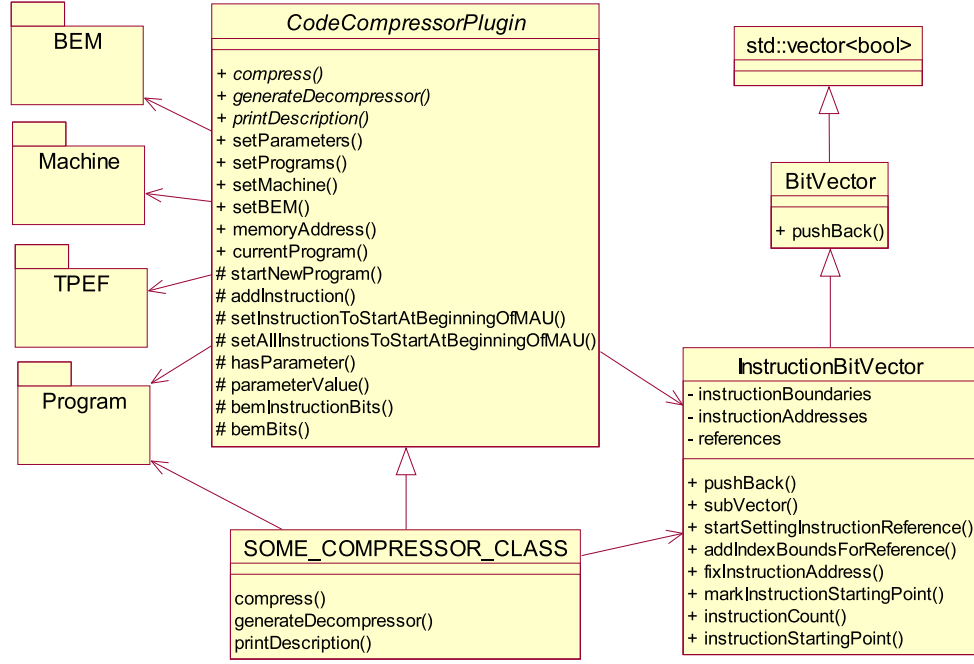 BEM
Machine
TPEF
Program
CodeCompressorPlugin
+ compress()
+ generateDecompressor()
+ printDescription()
+ setParameters()
+ setPrograms()
+ setMachine()
+ setBEM()
+ memoryAddress()
+ currentProgram()
# startNewProgram()
# addInstruction()
# setInstructionToStartAtBeginningOfMAU()
# setAllInstructionsToStartAtBeginningOfMAU()
# hasParameter()
# parameterValue()
# bemInstructionBits()
# bemBits()
SOME_COMPRESSOR_CLASS
compress()
generateDecompressor()
printDescription()
std::vector<bool>
BitVector
+ pushBack()
InstructionBitVector
- instructionBoundaries
- instructionAddresses
- references
+ pushBack()
+ subVector()
+ startSettingInstructionReference()
+ addIndexBoundsForReference()
+ fixInstructionAddress()
+ markInstructionStartingPoint()
+ instructionCount()
+ instructionStartingPoint()